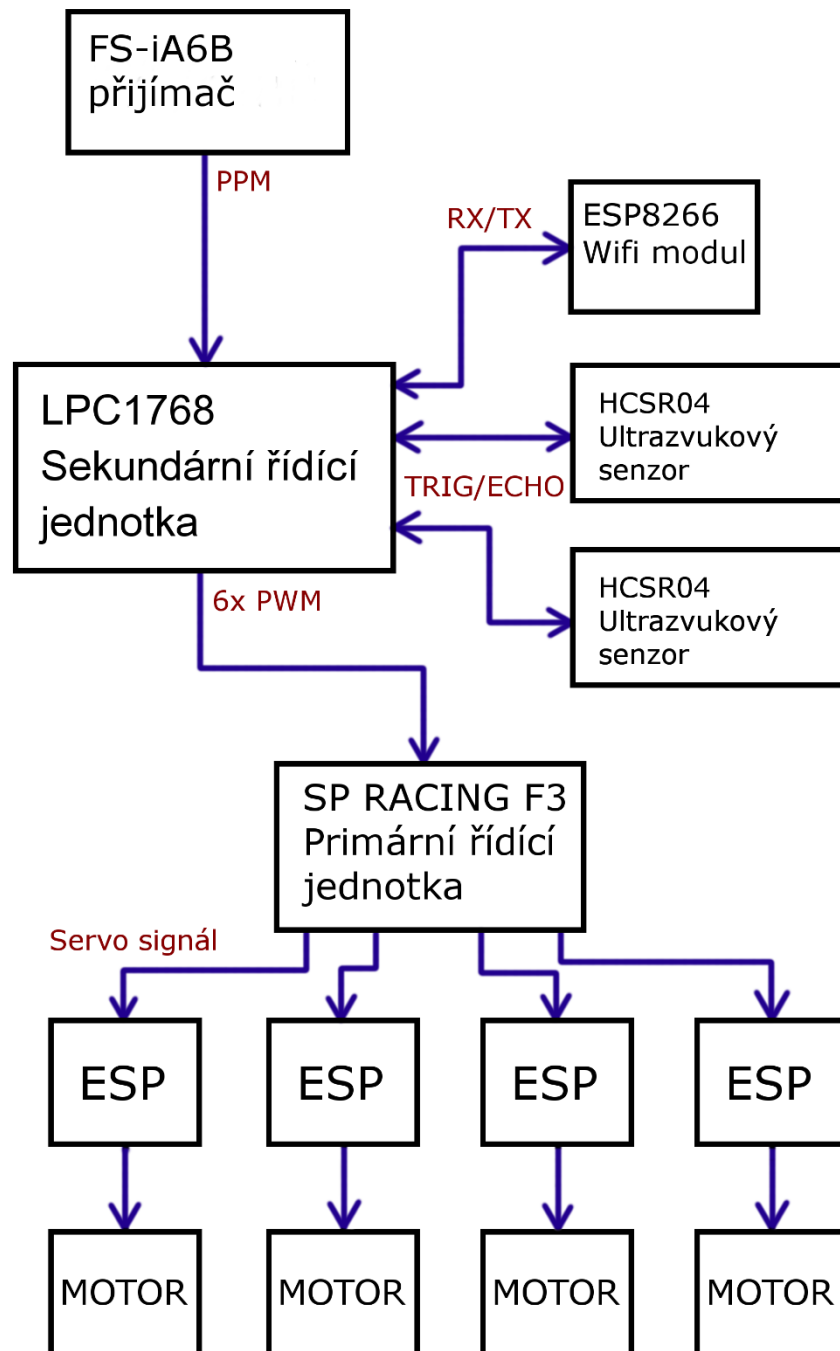 FS-iA6B
přijímač
PPM
RX/TX
ESP8266
Wifi modul
LPC1768
Sekundární řídící
jednotka
HCSR04
Ultrazvukový
senzor
TRIG/ECHO
HCSR04
Ultrazvukový
senzor
6x PWM
SP RACING F3
Primární řídící
jednotka
Servo signál
ESP
ESP
ESP
ESP
MOTOR
MOTOR
MOTOR
MOTOR